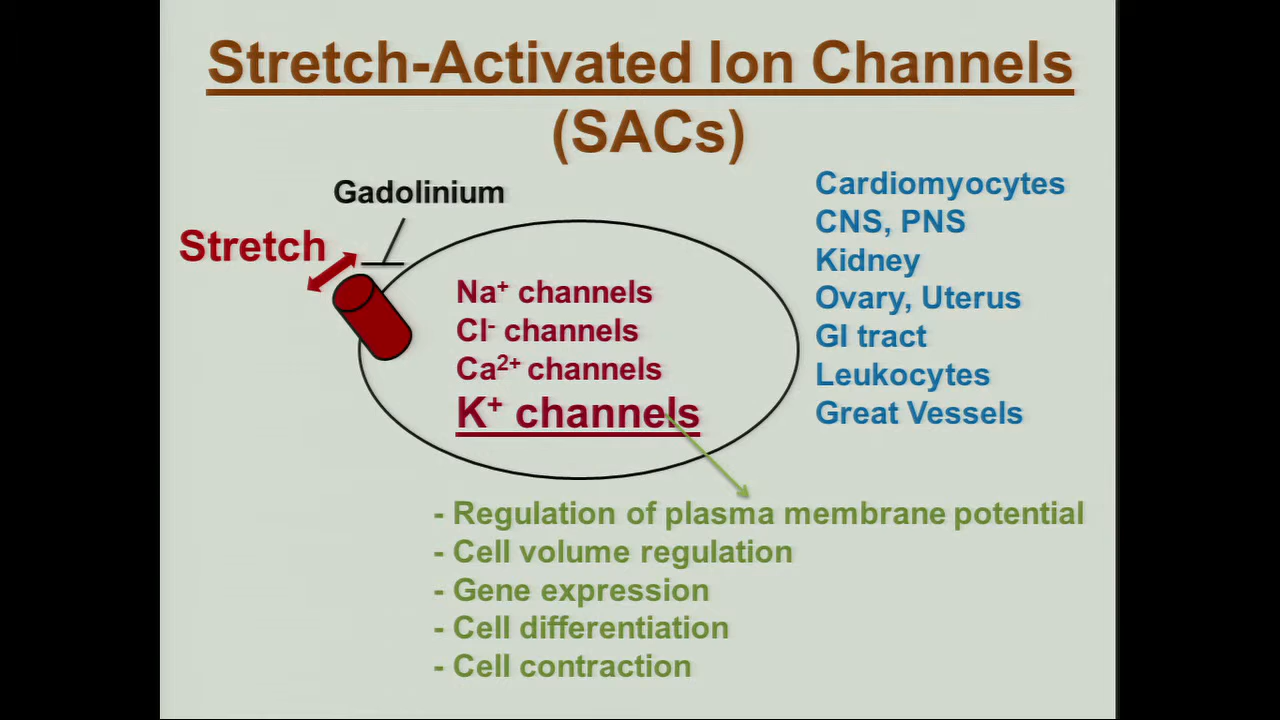 Stretch-Activated Ion Channels
(SACs)
Gadolinium
Stretch
Na⁺ channels
Cl⁻ channels
Ca²⁺ channels
K⁺ channels
Cardiomyocytes
CNS, PNS
Kidney
Ovary, Uterus
GI tract
Leukocytes
Great Vessels
- Regulation of plasma membrane potential
- Cell volume regulation
- Gene expression
- Cell differentiation
- Cell contraction